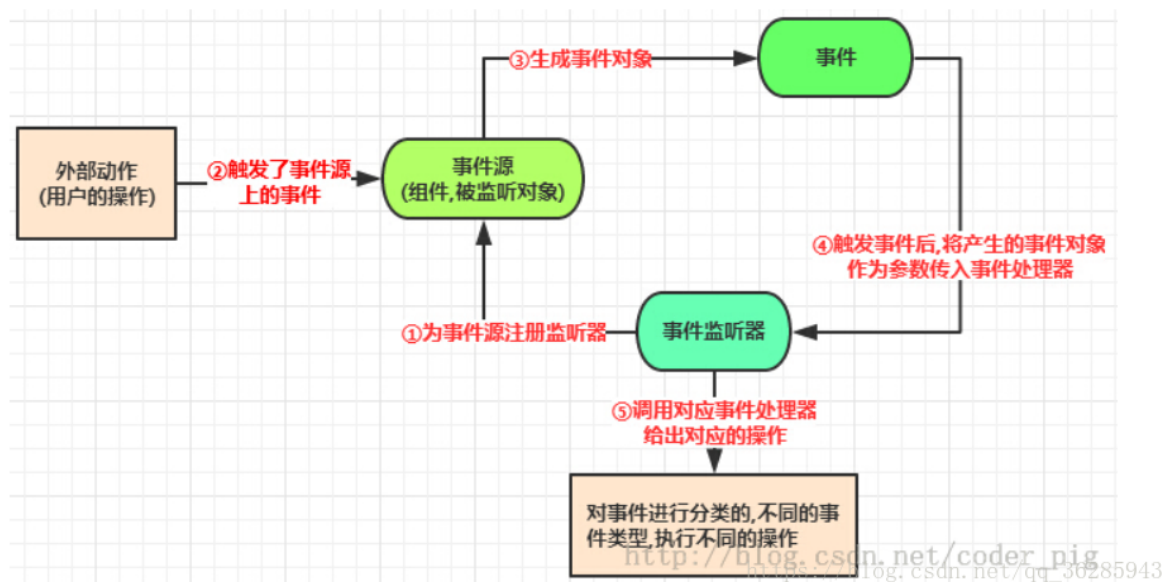 ③生成事件对象
事件
外部动作
(用户的操作)
②触发了事件源
上的事件
事件源
(组件,被监听对象)
④触发事件后,将产生的事件对象
作为参数传入事件处理器
①为事件源注册监听器
事件监听器
⑤调用对应事件处理器
给出对应的操作
对事件进行分类的,不同的事
件类型,执行不同的操作
http://blog.csdn.net/coder_pig
https://blog.csdn.net/qq_36285943